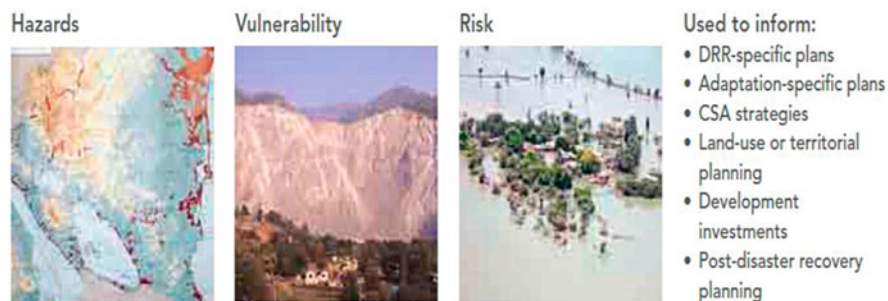 Hazards
Vulnerability
Risk
Used to inform:
• DRR-specific plans
• Adaptation-specific plans
• CSA strategies
• Land-use or territorial
planning
• Development
investments
• Post-disaster recovery
planning